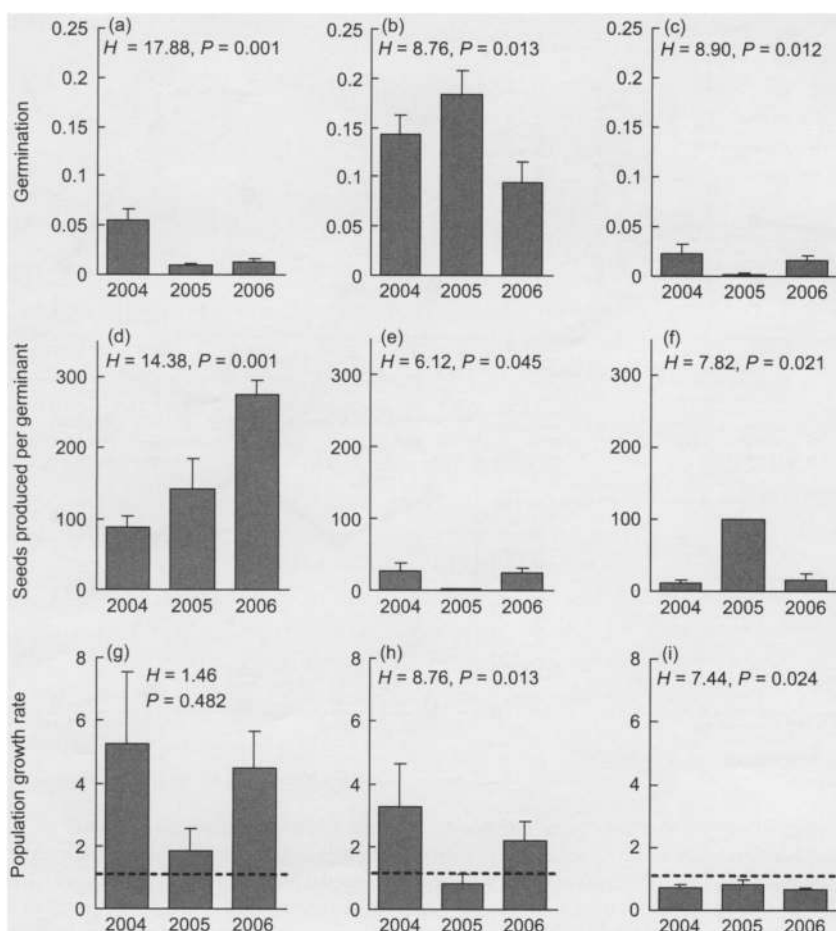 (a)
H = 17.88, P = 0.001
(b)
H = 8.76, P = 0.013
(c)
H = 8.90, P = 0.012
Germination
0.25
0.2
0.15
0.1
0.05
0
2004 2005 2006
0.25
0.2
0.15
0.1
0.05
0
2004 2005 2006
0.25
0.2
0.15
0.1
0.05
0
2004 2005 2006
(d)
H = 14.38, P = 0.001
(e)
H = 6.12, P = 0.045
(f)
H = 7.82, P = 0.021
Seeds produced per germinant
300
200
100
0
2004 2005 2006
300
200
100
0
2004 2005 2006
300
200
100
0
2004 2005 2006
(g)
H = 1.46
P = 0.482
(h)
H = 8.76, P = 0.013
(i)
H = 7.44, P = 0.024
Population growth rate
8
6
4
2
0
2004 2005 2006
8
6
4
2
0
2004 2005 2006
8
6
4
2
0
2004 2005 2006